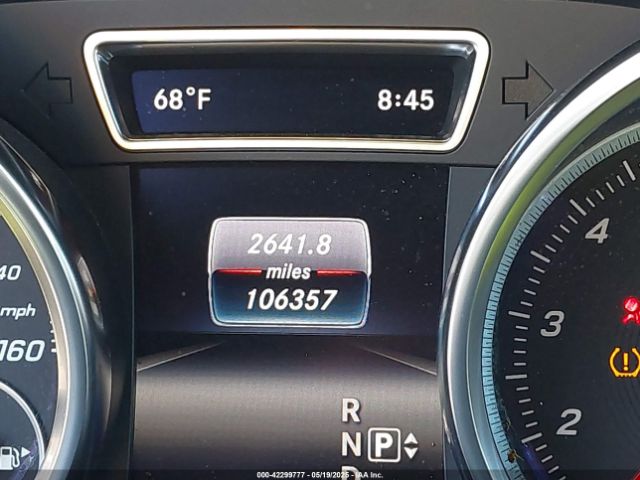 68°F 8:45
2641.8
miles
106357
40
mph
160
4
3
2
R
N P
D
000-42299777 - 05/19/2025 - IAA Inc.